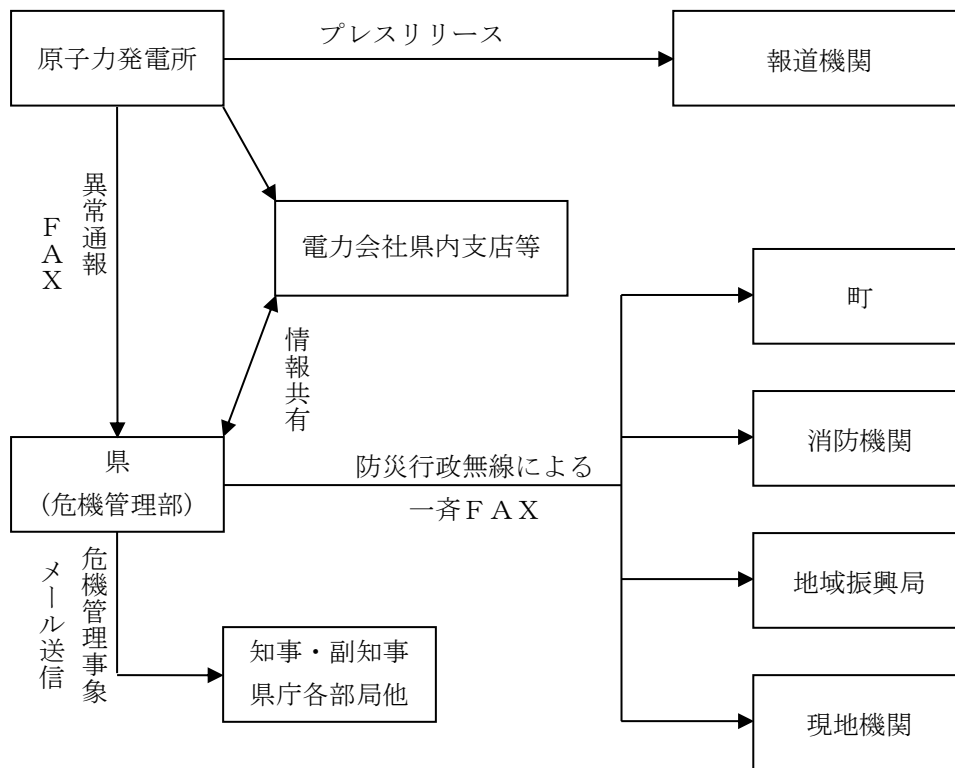 原子力発電所
プレスリリース
報道機関
異常通報
ＦＡＸ
電力会社県内支店等
情報共有
町
消防機関
県
(危機管理部)
防災行政無線による
一斉ＦＡＸ
地域振興局
危機管理事象
メール送信
知事・副知事
県庁各部局他
現地機関